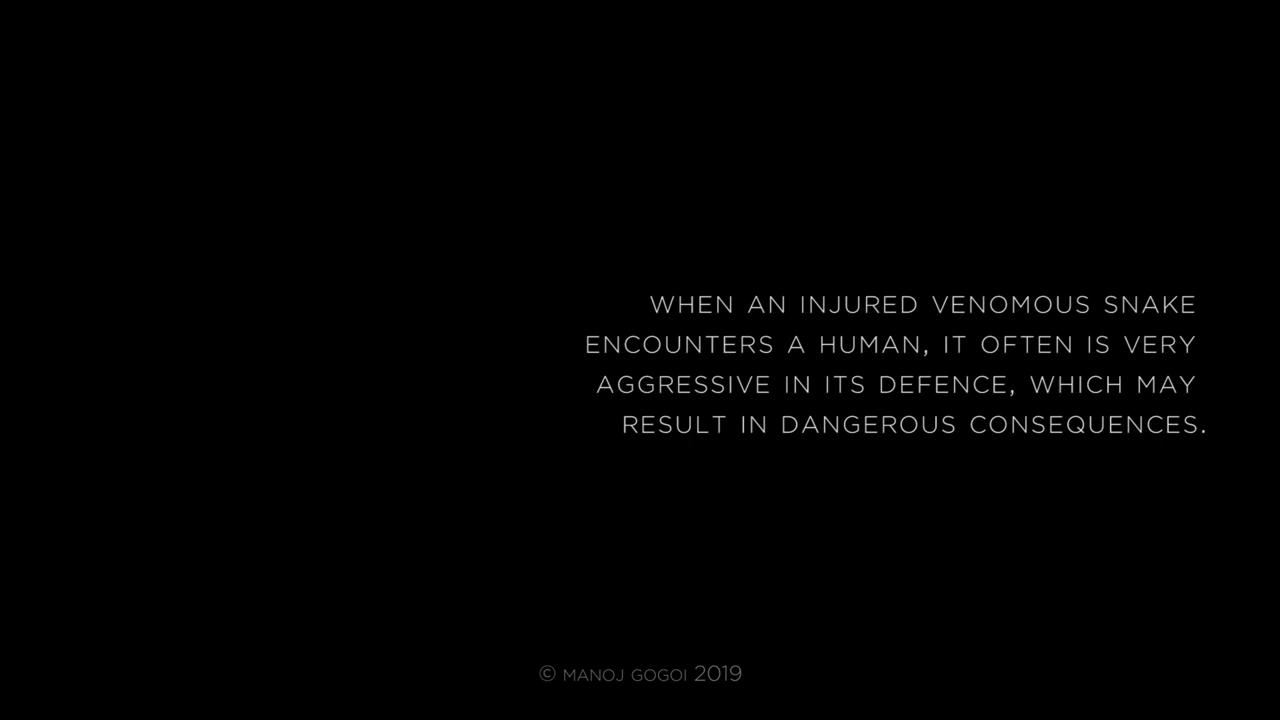 WHEN AN INJURED VENOMOUS SNAKE
ENCOUNTERS A HUMAN, IT OFTEN IS VERY
AGGRESSIVE IN ITS DEFENCE, WHICH MAY
RESULT IN DANGEROUS CONSEQUENCES.
© MANOJ GOGOI 2019